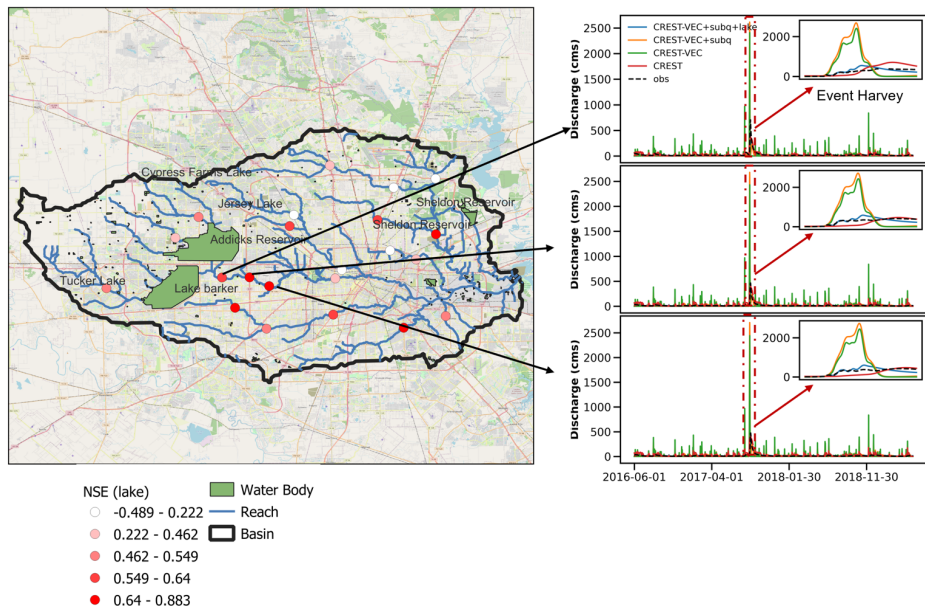 Cypress Farms Lake
Jersey Lake
Sheldon Reservoir
Sheldon Reservoir
Addicks Reservoir
Tucker Lake
Lake barker
NSE (lake)
-0.489 - 0.222
0.222 - 0.462
0.462 - 0.549
0.549 - 0.64
0.64 - 0.883
Water Body
Reach
Basin
Discharge (cms)
2500
2000
1500
1000
500
0
CREST-VEC+subq+lake
CREST-VEC+subq
CREST-VEC
CREST
obs
2000
0
Event Harvey
Discharge (cms)
2500
2000
1500
1000
500
0
2000
0
Discharge (cms)
2500
2000
1500
1000
500
0
2000
0
Event Harvey
2016-06-01
2017-04-01
2018-01-30
2018-11-30